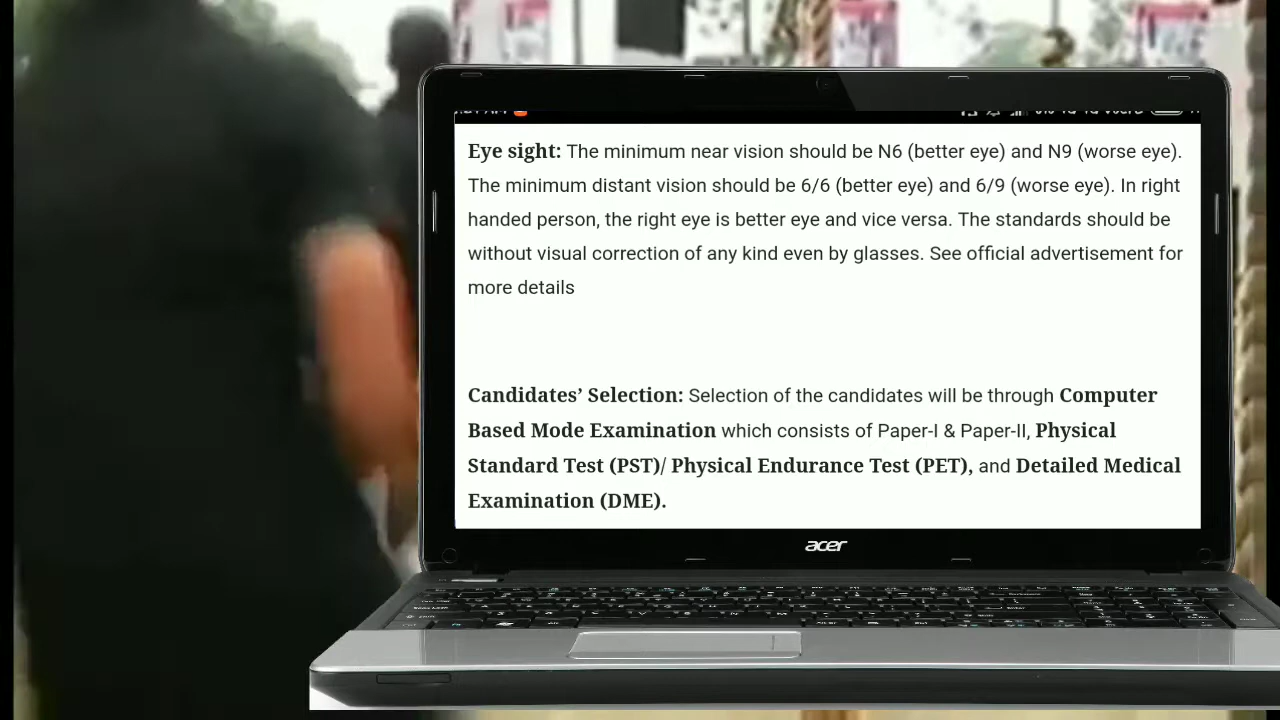 Eye sight: The minimum near vision should be N6 (better eye) and N9 (worse eye).
The minimum distant vision should be 6/6 (better eye) and 6/9 (worse eye). In right
handed person, the right eye is better eye and vice versa. The standards should be
without visual correction of any kind even by glasses. See official advertisement for
more details
Candidates’ Selection: Selection of the candidates will be through Computer
Based Mode Examination which consists of Paper-I & Paper-II, Physical
Standard Test (PST)/ Physical Endurance Test (PET), and Detailed Medical
Examination (DME).
acer